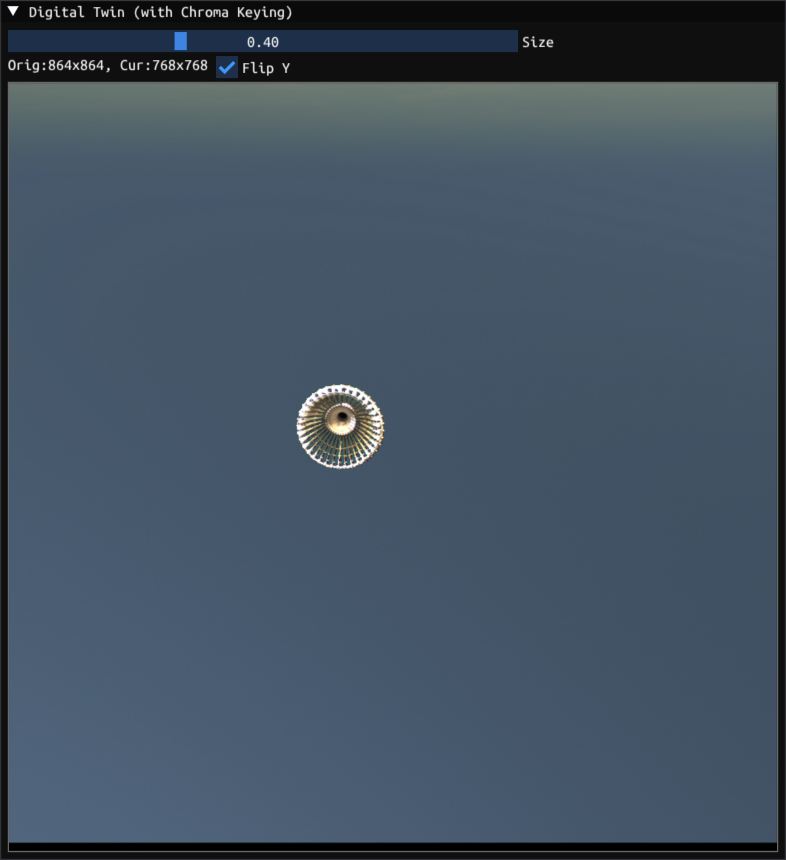 Digital Twin (with Chroma Keying)
0.40 Size
Orig:864x864, Cur:768x768 Flip Y